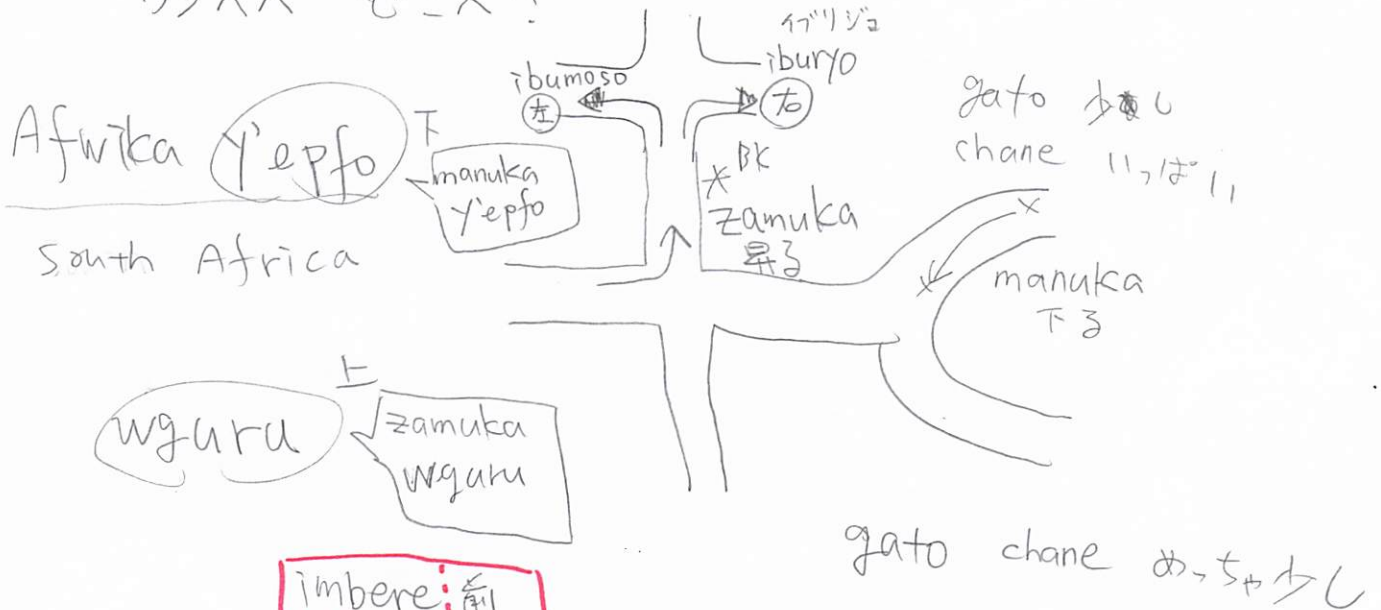 イブリジョ
ibumoso
iburyo
左
右
gato 少し
chane いっぱい
Afwika y'epfo
下
manuka
y'epfo
South Africa
* BK
zamuka
昇る
manuka
下る
上
wguru
zamuka
wguru
gato chane めっちゃ少し
imbere 前